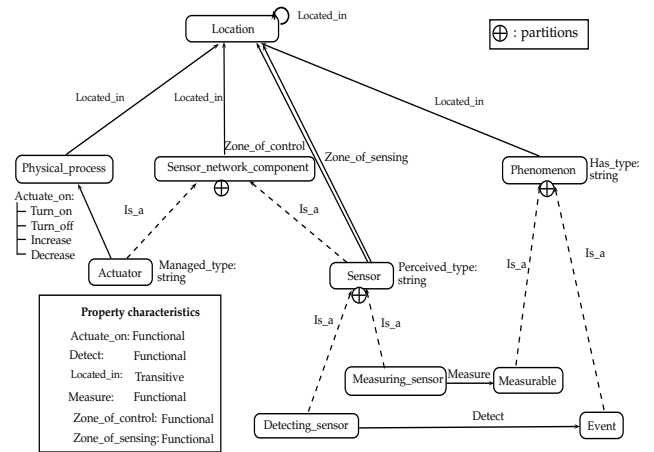 Location
Located_in
⊕ : partitions
Located_in
Located_in
Located_in
Zone_of_control
Zone_of_sensing
Physical_process
Sensor_network_component
Phenomenon
Has_type:
string
Actuate_on:
Turn_on
Turn_off
Increase
Decrease
Is_a
Is_a
Is_a
Is_a
Actuator
Managed_type:
string
Sensor
Perceived_type:
string
Property characteristics
Actuate_on: Functional
Detect: Functional
Located_in: Transitive
Measure: Functional
Zone_of_control: Functional
Zone_of_sensing: Functional
Is_a
Is_a
Measuring_sensor
Measure
Measurable
Detecting_sensor
Detect
Event